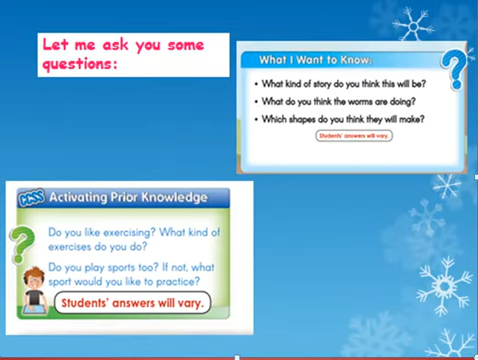 Let me ask you some
questions:
What I Want to Know:
• What kind of story do you think this will be?
• What do you think the worms are doing?
• Which shapes do you think they will make?
Students' answers will vary.
?
CCSS Activating Prior Knowledge
Do you like exercising? What kind of
exercises do you do?
Do you play sports too? If not, what
sport would you like to practice?
Students' answers will vary.
?